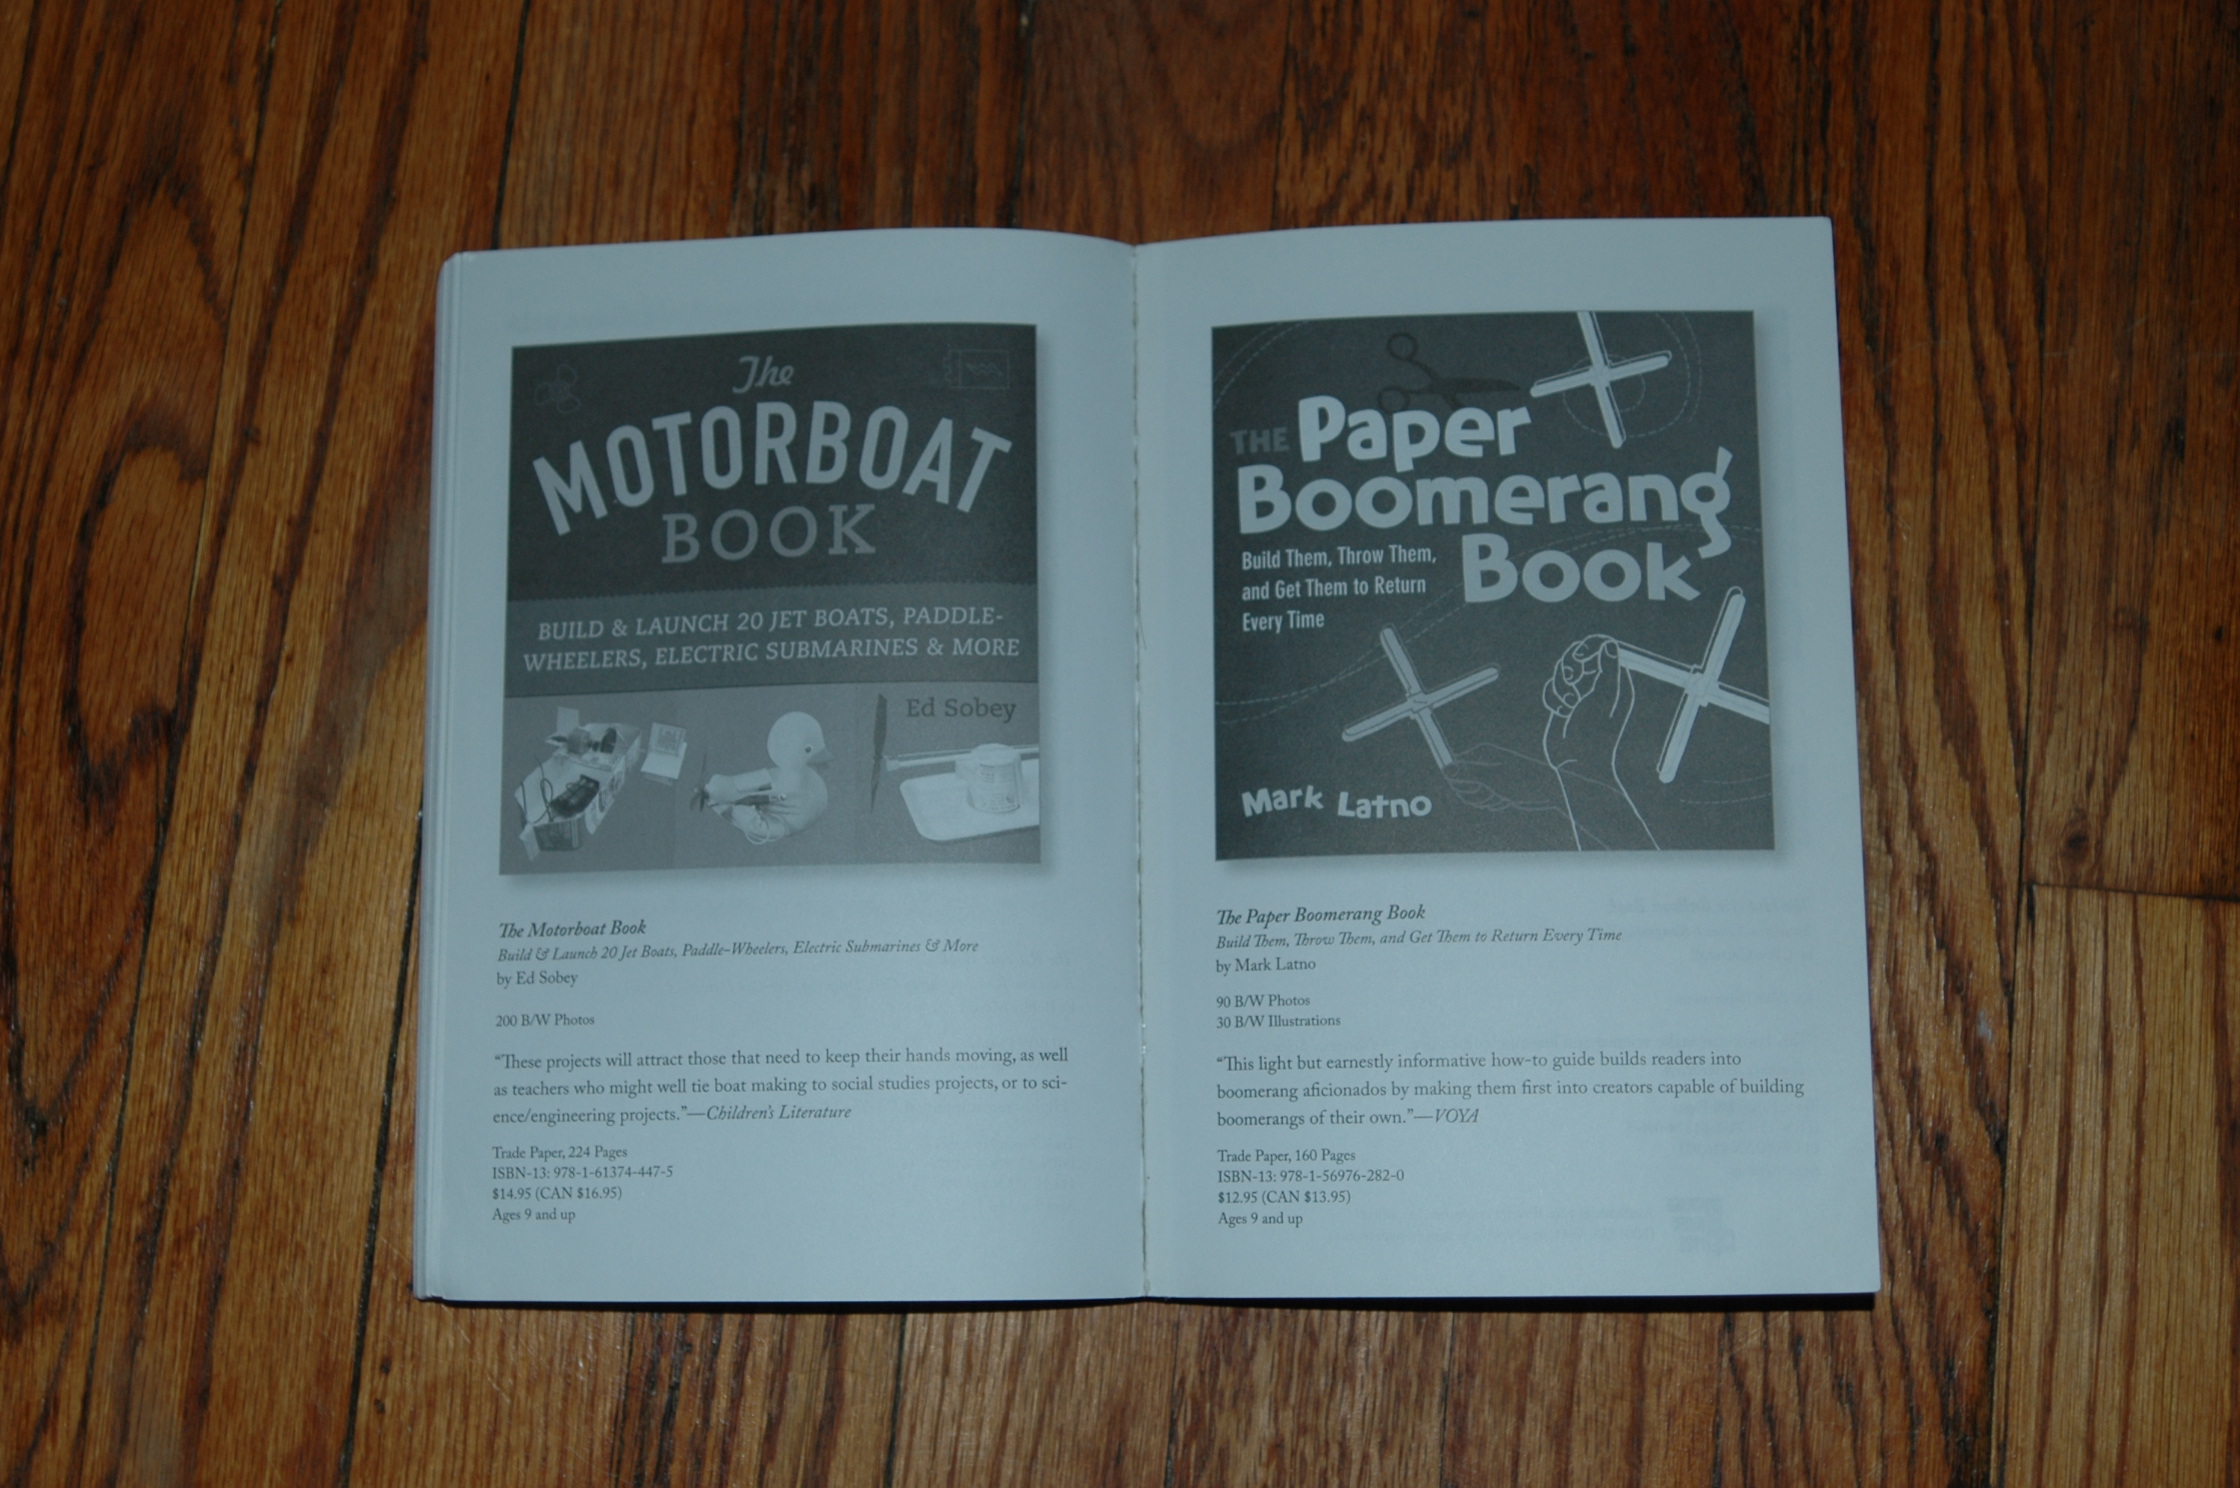 The
MOTORBOAT
BOOK
BUILD & LAUNCH 20 JET BOATS, PADDLE-
WHEELERS, ELECTRIC SUBMARINES & MORE
Ed Sobey
The Motorboat Book
Build & Launch 20 Jet Boats, Paddle-Wheelers, Electric Submarines & More
by Ed Sobey
200 B/W Photos
“These projects will attract those that need to keep their hands moving, as well
as teachers who might well tie boat making to social studies projects, or to sci-
ence/engineering projects.”—Children’s Literature
Trade Paper, 224 Pages
ISBN-13: 978-1-61374-447-5
$14.95 (CAN $16.95)
Ages 9 and up
THE Paper
Boomerang
Book
Build Them, Throw Them,
and Get Them to Return
Every Time
Mark Latno
The Paper Boomerang Book
Build Them, Throw Them, and Get Them to Return Every Time
by Mark Latno
90 B/W Photos
30 B/W Illustrations
“This light but earnestly informative how-to guide builds readers into
boomerang aficionados by making them first into creators capable of building
boomerangs of their own.”—VOYA
Trade Paper, 160 Pages
ISBN-13: 978-1-56976-282-0
$12.95 (CAN $13.95)
Ages 9 and up